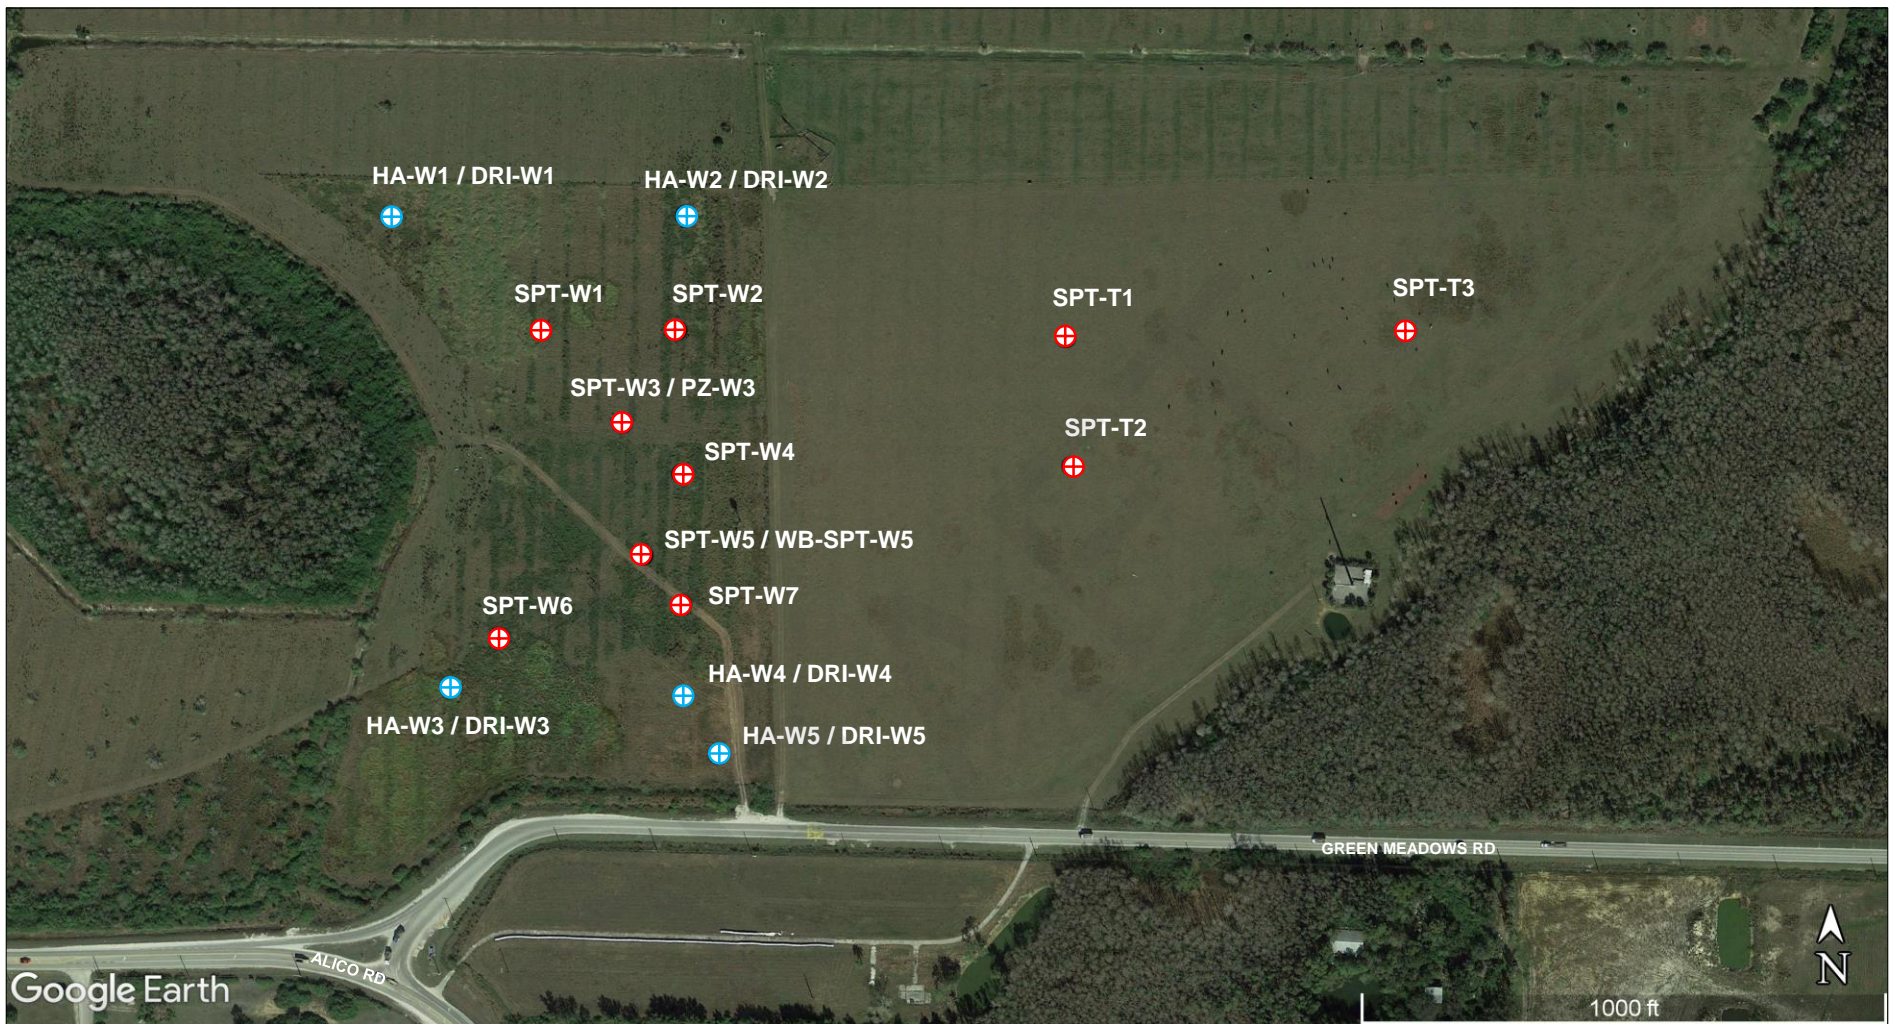 HA-W1 / DRI-W1
HA-W2 / DRI-W2
SPT-W1
SPT-W2
SPT-T1
SPT-T3
SPT-W3 / PZ-W3
SPT-T2
SPT-W4
SPT-W5 / WB-SPT-W5
SPT-W7
SPT-W6
HA-W4 / DRI-W4
HA-W3 / DRI-W3
HA-W5 / DRI-W5
GREEN MEADOWS RD
ALICO RD
N
Google Earth
1000 ft